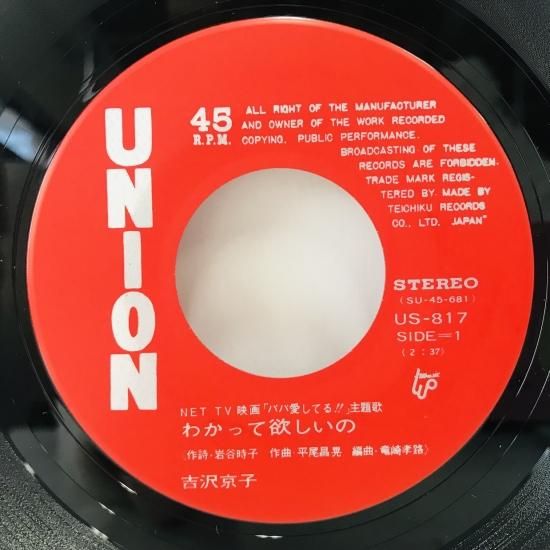 UNION
45
R.P.M.
ALL RIGHT OF THE MANUFACTURER
AND OWNER OF THE WORK RECORDED
COPYING. PUBLIC PERFORMANCE.
BROADCASTING OF THESE
RECORDS ARE FORBIDDEN.
TRADE MARK REGIS-
TERED BY. MADE BY
TEICHIKU RECORDS
CO., LTD. JAPAN"
STEREO
(SU-45-681)
US-817
SIDE=1
(2:37)
NET TV 映画「パパ愛してる!!」主題歌
わかって欲しいの
(作詩・岩谷時子 作曲・平尾昌晃 編曲・竜崎孝路)
吉沢京子